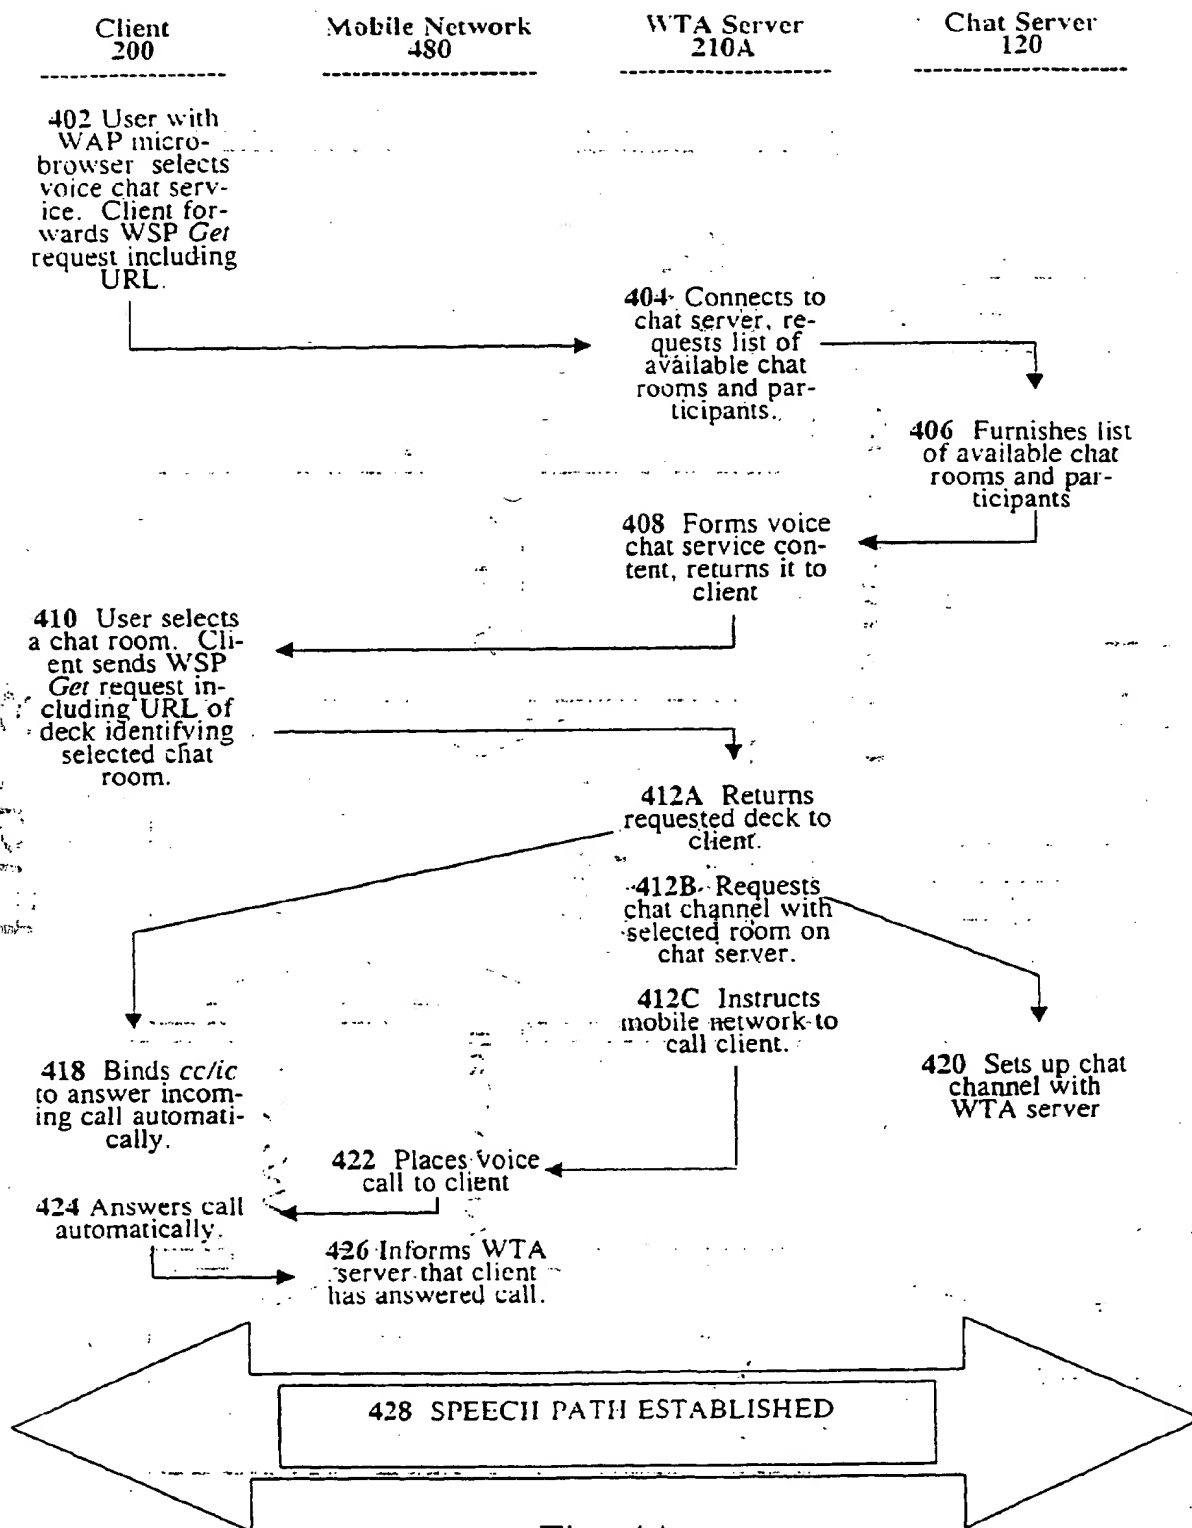 Client
200
Mobile Network
480
WTA Server
210A
Chat Server
120
402 User with
WAP micro-
browser selects
voice chat serv-
ice. Client for-
wards WSP Get
request including
URL.
404 Connects to
chat server, re-
quests list of
available chat
rooms and par-
ticipants.
406 Furnishes list
of available chat
rooms and par-
ticipants
408 Forms voice
chat service con-
tent, returns it to
client
410 User selects
a chat room. Cli-
ent sends WSP
Get request in-
cluding URL of
deck identifying
selected chat
room.
412A Returns
requested deck to
client.
412B Requests
chat channel with
selected room on
chat server.
412C Instructs
mobile network to
call client.
418 Binds cc/ic
to answer incom-
ing call automati-
cally.
420 Sets up chat
channel with
WTA server
422 Places voice
call to client
424 Answers call
automatically.
426 Informs WTA
server that client
has answered call.
428 SPEECH PATH ESTABLISHED